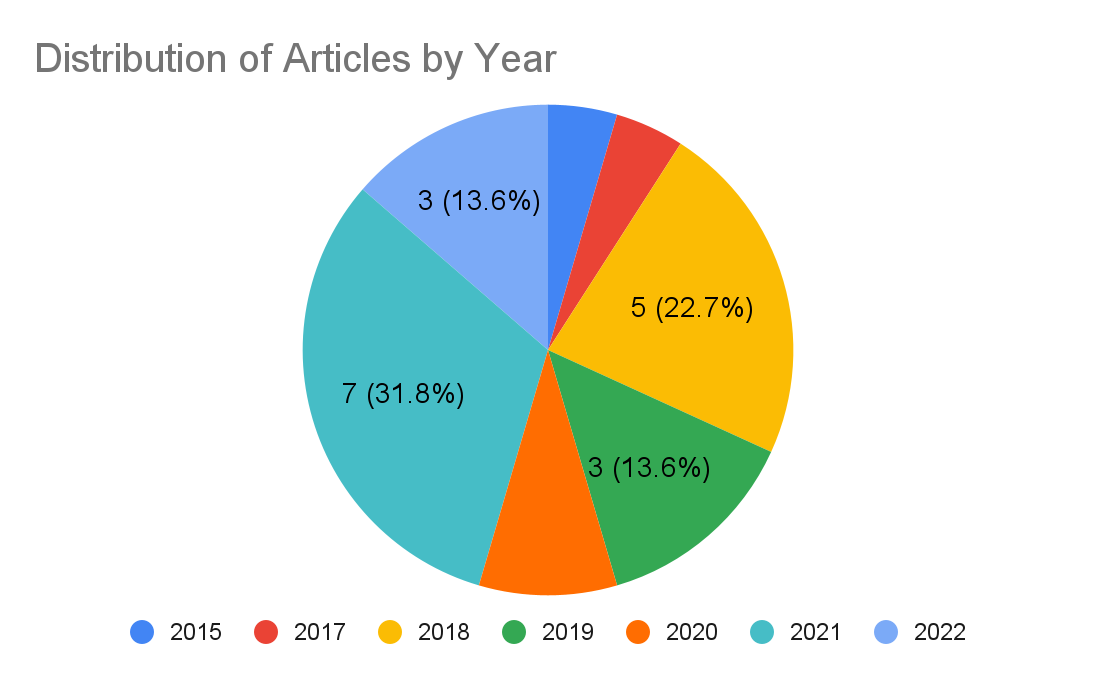 Distribution of Articles by Year
3 (13.6%)
5 (22.7%)
7 (31.8%)
3 (13.6%)
2015 2017 2018 2019 2020 2021 2022